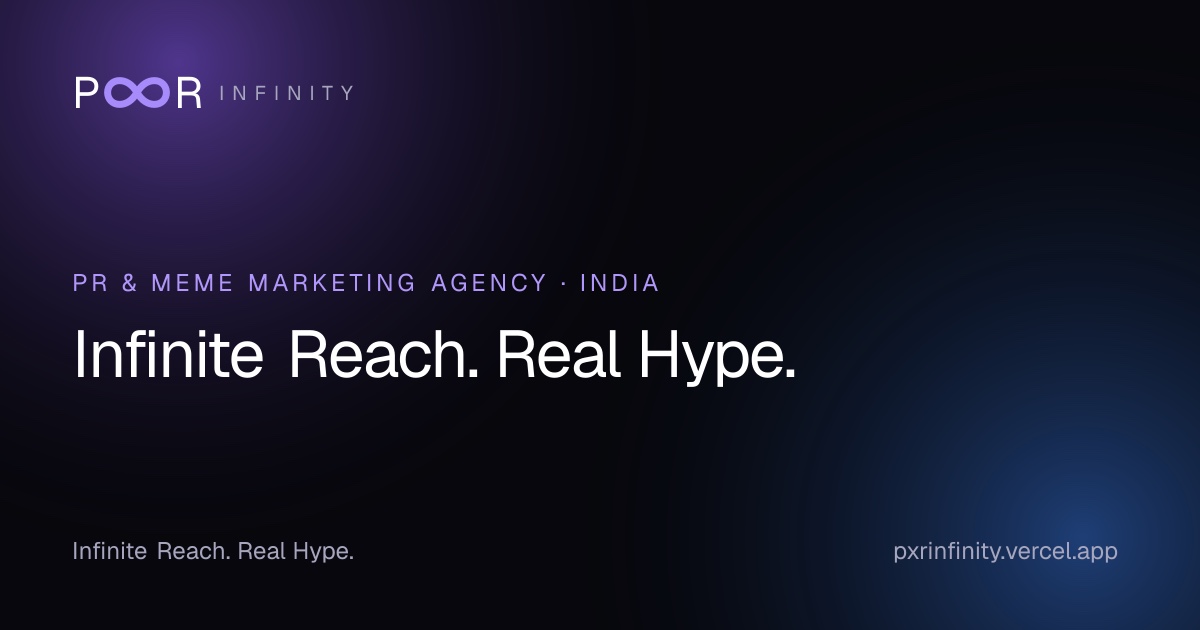 P∞R INFINITY
PR & MEME MARKETING AGENCY · INDIA
Infinite Reach. Real Hype.
Infinite Reach. Real Hype.
pxrinfinity.vercel.app